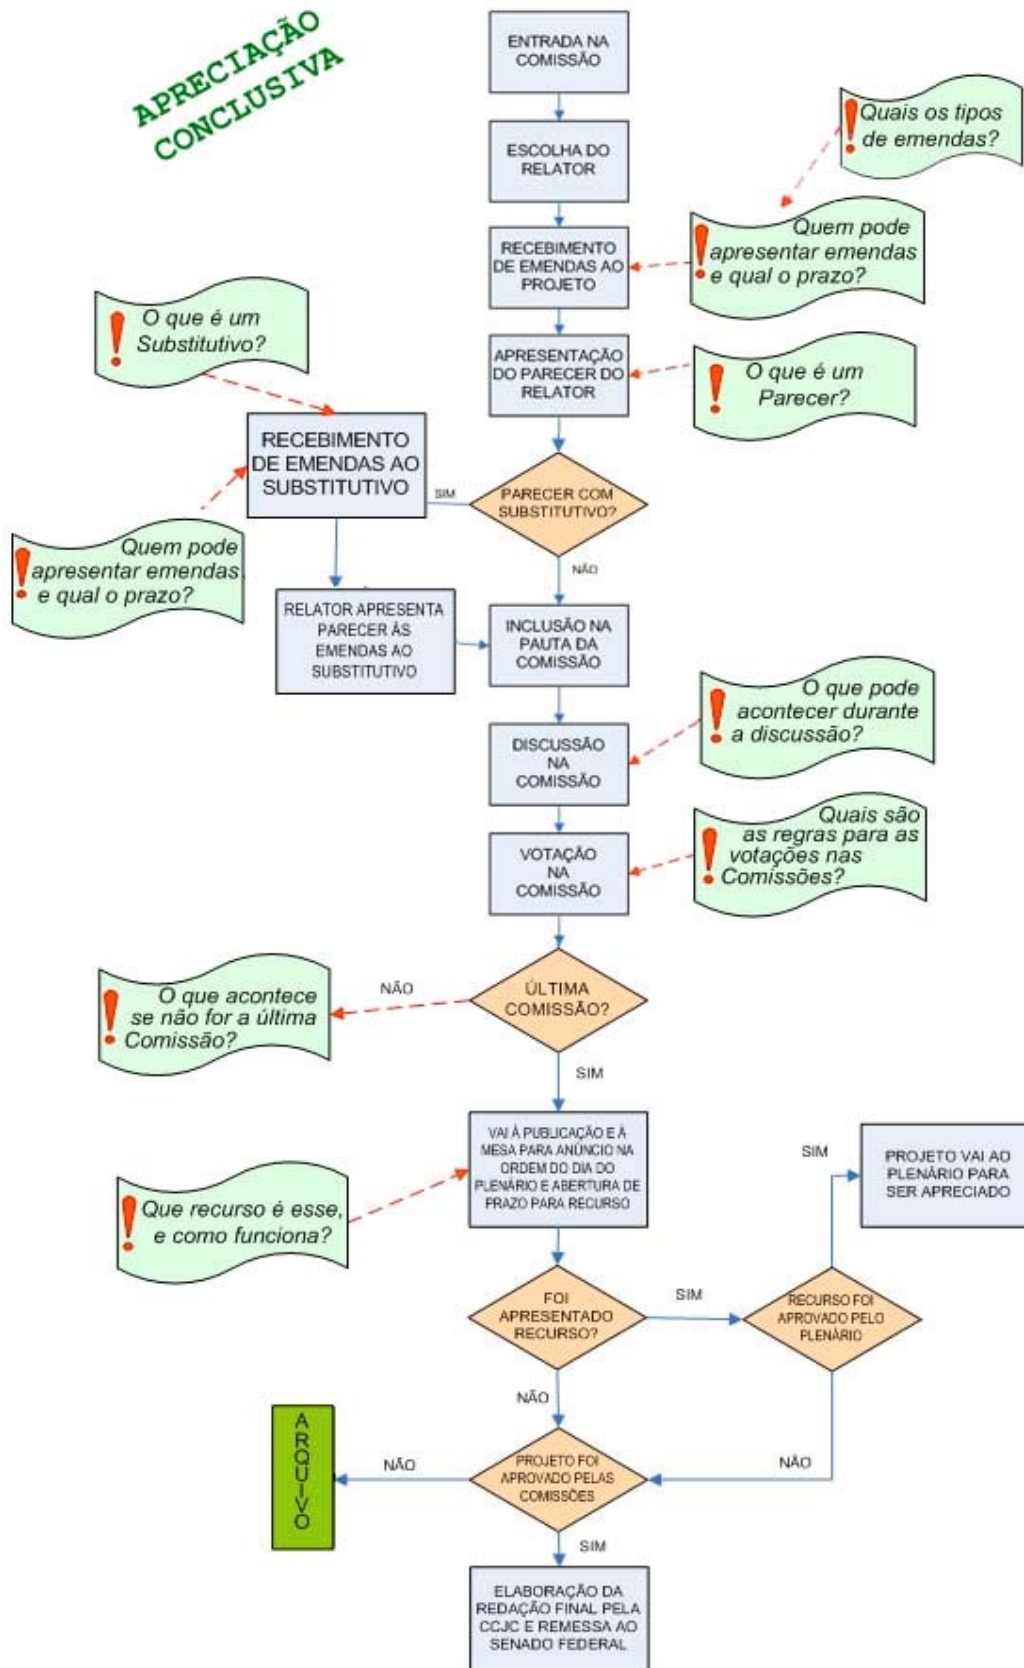 APRECIAÇÃO
CONCLUSIVA
ENTRADA NA
COMISSÃO
ESCOLHA DO
RELATOR
Quais os tipos
de emendas?
RECEBIMENTO
DE EMENDAS AO
PROJETO
Quem pode
apresentar emendas
e qual o prazo?
O que é um
Substitutivo?
APRESENTAÇÃO
DO PARECER DO
RELATOR
O que é um
Parecer?
RECEBIMENTO
DE EMENDAS AO
SUBSTITUTIVO
SIM
PARECER COM
SUBSTITUTIVO?
Quem pode
apresentar emendas,
e qual o prazo?
NÃO
RELATOR APRESENTA
PARECER ÀS
EMENDAS AO
SUBSTITUTIVO
INCLUSÃO NA
PAUTA DA
COMISSÃO
O que pode
acontecer durante
a discussão?
DISCUSSÃO
NA
COMISSÃO
Quais são
as regras para as
votações nas
Comissões?
VOTAÇÃO
NA
COMISSÃO
ÚLTIMA
COMISSÃO?
NÃO
O que acontece
se não for a última
Comissão?
SIM
VAI À PUBLICAÇÃO E À
MESA PARA ANÚNCIO NA
ORDEM DO DIA DO
PLENÁRIO E ABERTURA DE
PRAZO PARA RECURSO
Que recurso é esse,
e como funciona?
SIM
PROJETO VAI AO
PLENÁRIO PARA
SER APRECIADO
FOI
APRESENTADO
RECURSO?
SIM
RECURSO FOI
APROVADO PELO
PLENÁRIO
NÃO
NÃO
PROJETO FOI
APROVADO PELAS
COMISSÕES
NÃO
ARQUIVO
SIM
ELABORAÇÃO DA
REDAÇÃO FINAL PELA
CCJC E REMESSA AO
SENADO FEDERAL